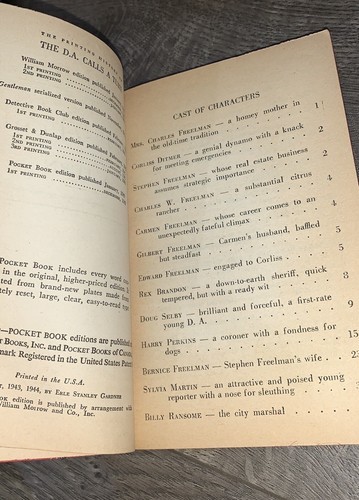 THE PRINTING HISTORY
THE D.A. CALLS A
William Morrow edition published
1ST PRINTING
2ND PRINTING
Gentlemen serialized version published
Detective Book Club edition published
1ST PRINTING
Grosset & Dunlap edition published
1ST PRINTING
2ND PRINTING
3RD PRINTING
POCKET BOOK edition published January,
1ST PRINTING
POCKET BOOK includes every word
in the original, higher-priced edition.
ted from brand-new plates made
tely reset, large, clear, easy-to-read
—POCKET BOOK editions are published
BOOKS, INC. AND POCKET BOOKS OF
mark Registered in the United States
Printed in the U.S.A.
1943, 1944, BY ERLE STANLEY GARDNER
BOOK edition is published by arrangement with
William Morrow and Co., Inc.
CAST OF CHARACTERS
MRS. CHARLES FREELMAN — a homey mother in
the old-time tradition . . . . . . . 1
CORLISS DITMER — a genial dynamo with a knack
for meeting emergencies . . . . . . 2
STEPHEN FREELMAN — whose real estate business
assumes strategic importance . . . . 2
CHARLES W. FREELMAN — a substantial citrus
rancher . . . . . . . . . . .
CARMEN FREELMAN — whose career comes to an
unexpectedly fateful climax . . . .
GILBERT FREELMAN — Carmen's husband, baffled
but steadfast . . . . . . . . . 5
EDWARD FREELMAN — engaged to Corliss . . .
REX BRANDON — a down-to-earth sheriff, quick
tempered, but with a ready wit . . .
DOUG SELBY — brilliant and forceful, a first-rate
young D. A. . . . . . . . . . 9
HARRY PERKINS — a coroner with a fondness for
dogs . . . . . . . . . . . 15
BERNICE FREELMAN — Stephen Freelman's wife . .
SYLVIA MARTIN — an attractive and poised young
reporter with a nose for sleuthing
BILLY RANSOME — the city marshal . . . .